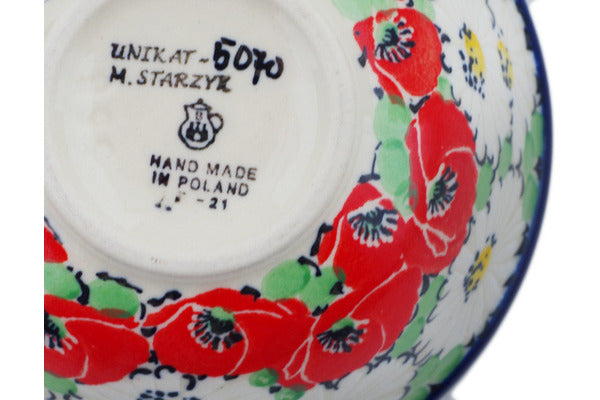 UNIKAT-5070
M. STARZYK
HAND MADE
IN POLAND
-21